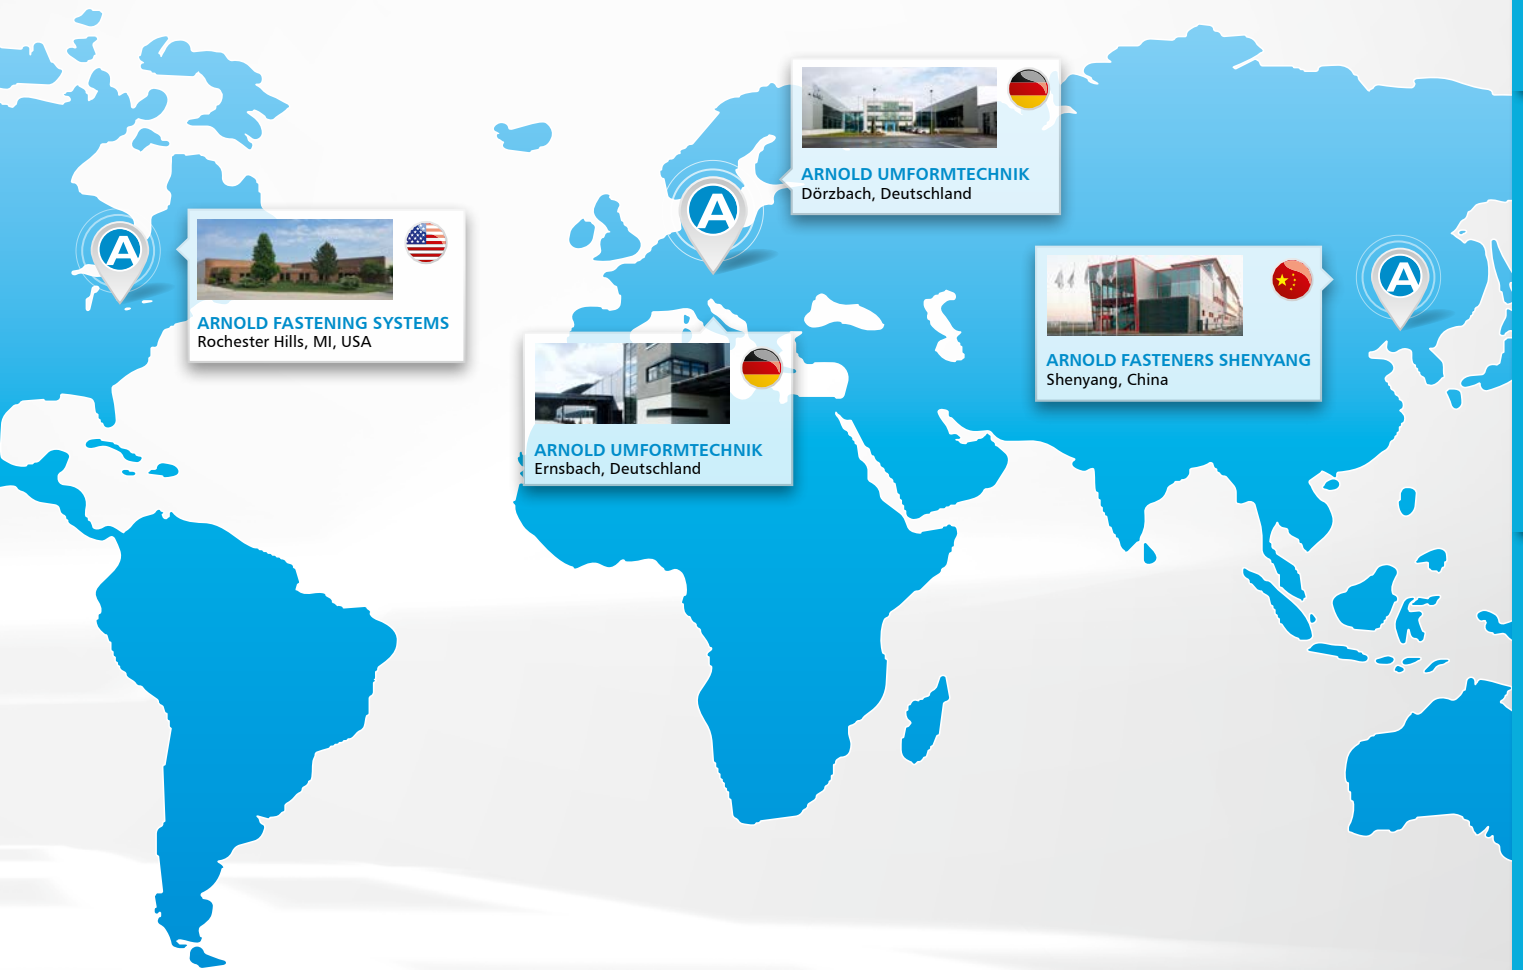 ARNOLD UMFORMTECHNIK
Dörzbach, Deutschland
A
A
ARNOLD FASTENING SYSTEMS
Rochester Hills, MI, USA
A
ARNOLD FASTENERS SHENYANG
Shenyang, China
ARNOLD UMFORMTECHNIK
Ernsbach, Deutschland